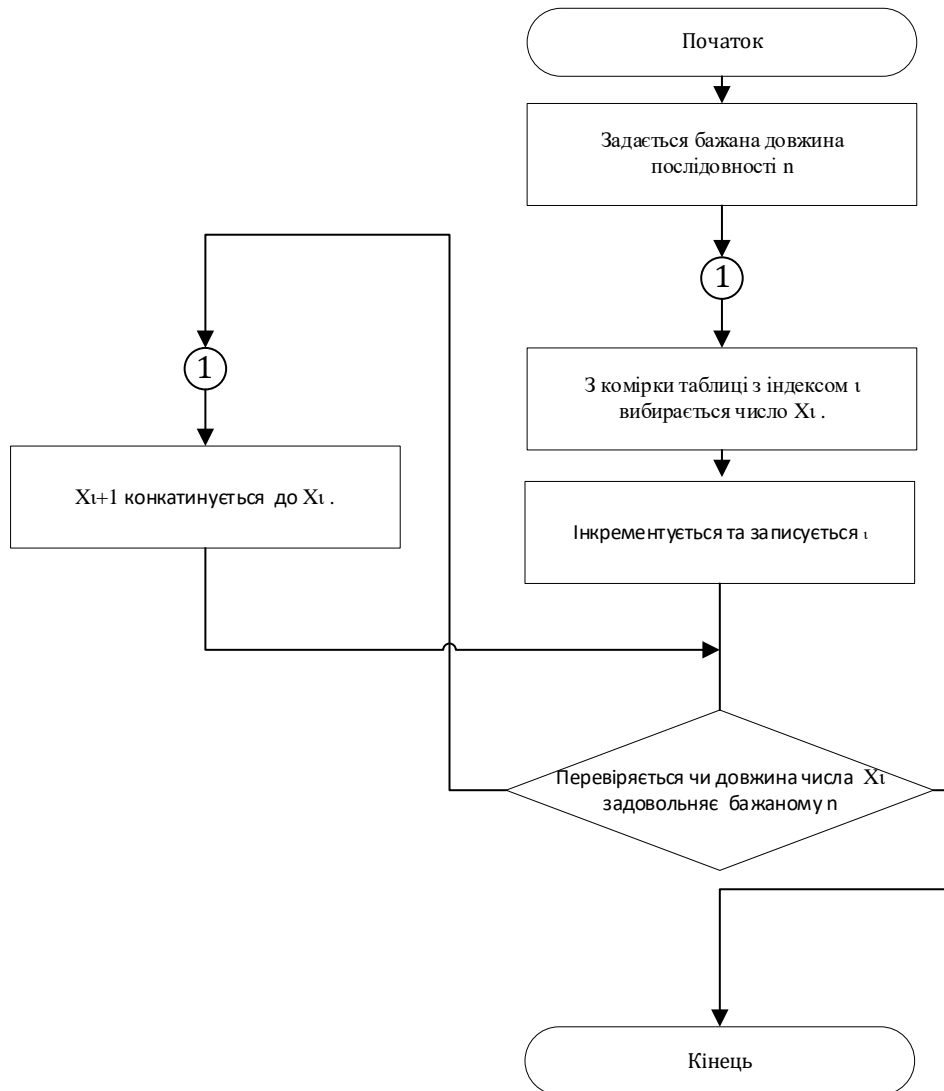 Початок
Задається бажана довжина
послідовності n
1
З комірки таблиці з індексом ι
вибирається число Xι .
Інкрементується та записується ι
1
Xι+1 конкатинується до Xι .
Перевіряється чи довжина числа Xι
задовольняє бажаному n
Кінець